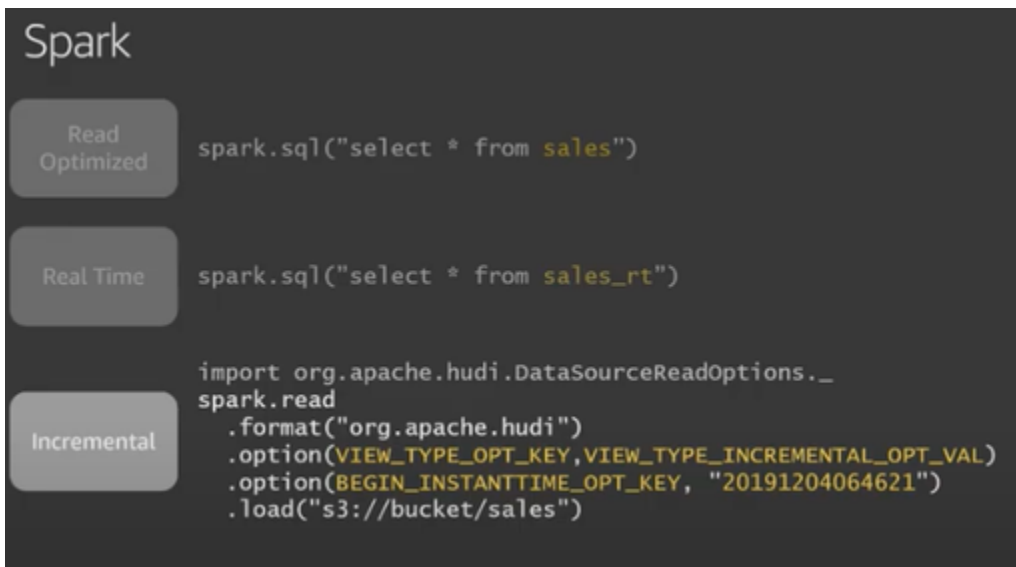 Spark
Read
Optimized
spark.sql("select * from sales")
Real Time
spark.sql("select * from sales_rt")
Incremental
import org.apache.hudi.DataSourceReadOptions._
spark.read
.format("org.apache.hudi")
.option(VIEW_TYPE_OPT_KEY,VIEW_TYPE_INCREMENTAL_OPT_VAL)
.option(BEGIN_INSTANTTIME_OPT_KEY, "20191204064621")
.load("s3://bucket/sales")